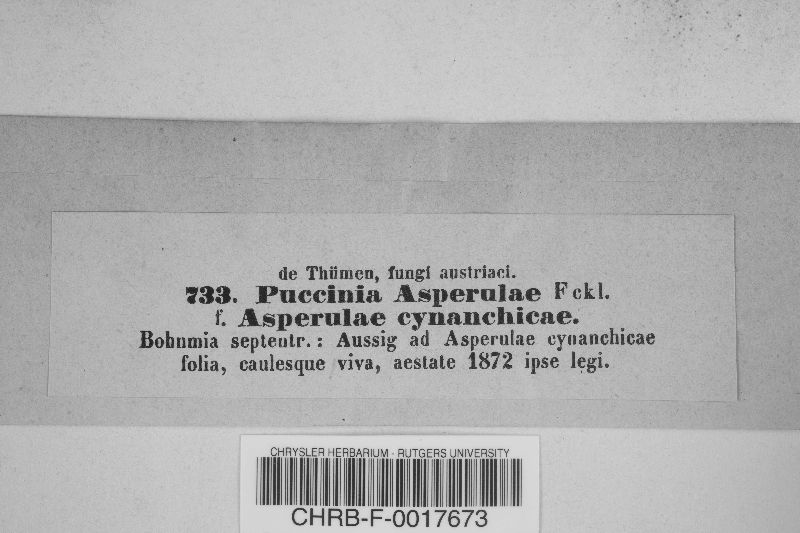 de Thümen, fungi austriaci.
733. Puccinia Asperulae Fckl.
f. Asperulae cynanchicae.
Bohumia septentr.: Aussig ad Asperulae cynanchicae
folia, caulesque viva, aestate 1872 ipse legi.
CHRYSLER HERBARIUM - RUTGERS UNIVERSITY
CHRB-F-0017673